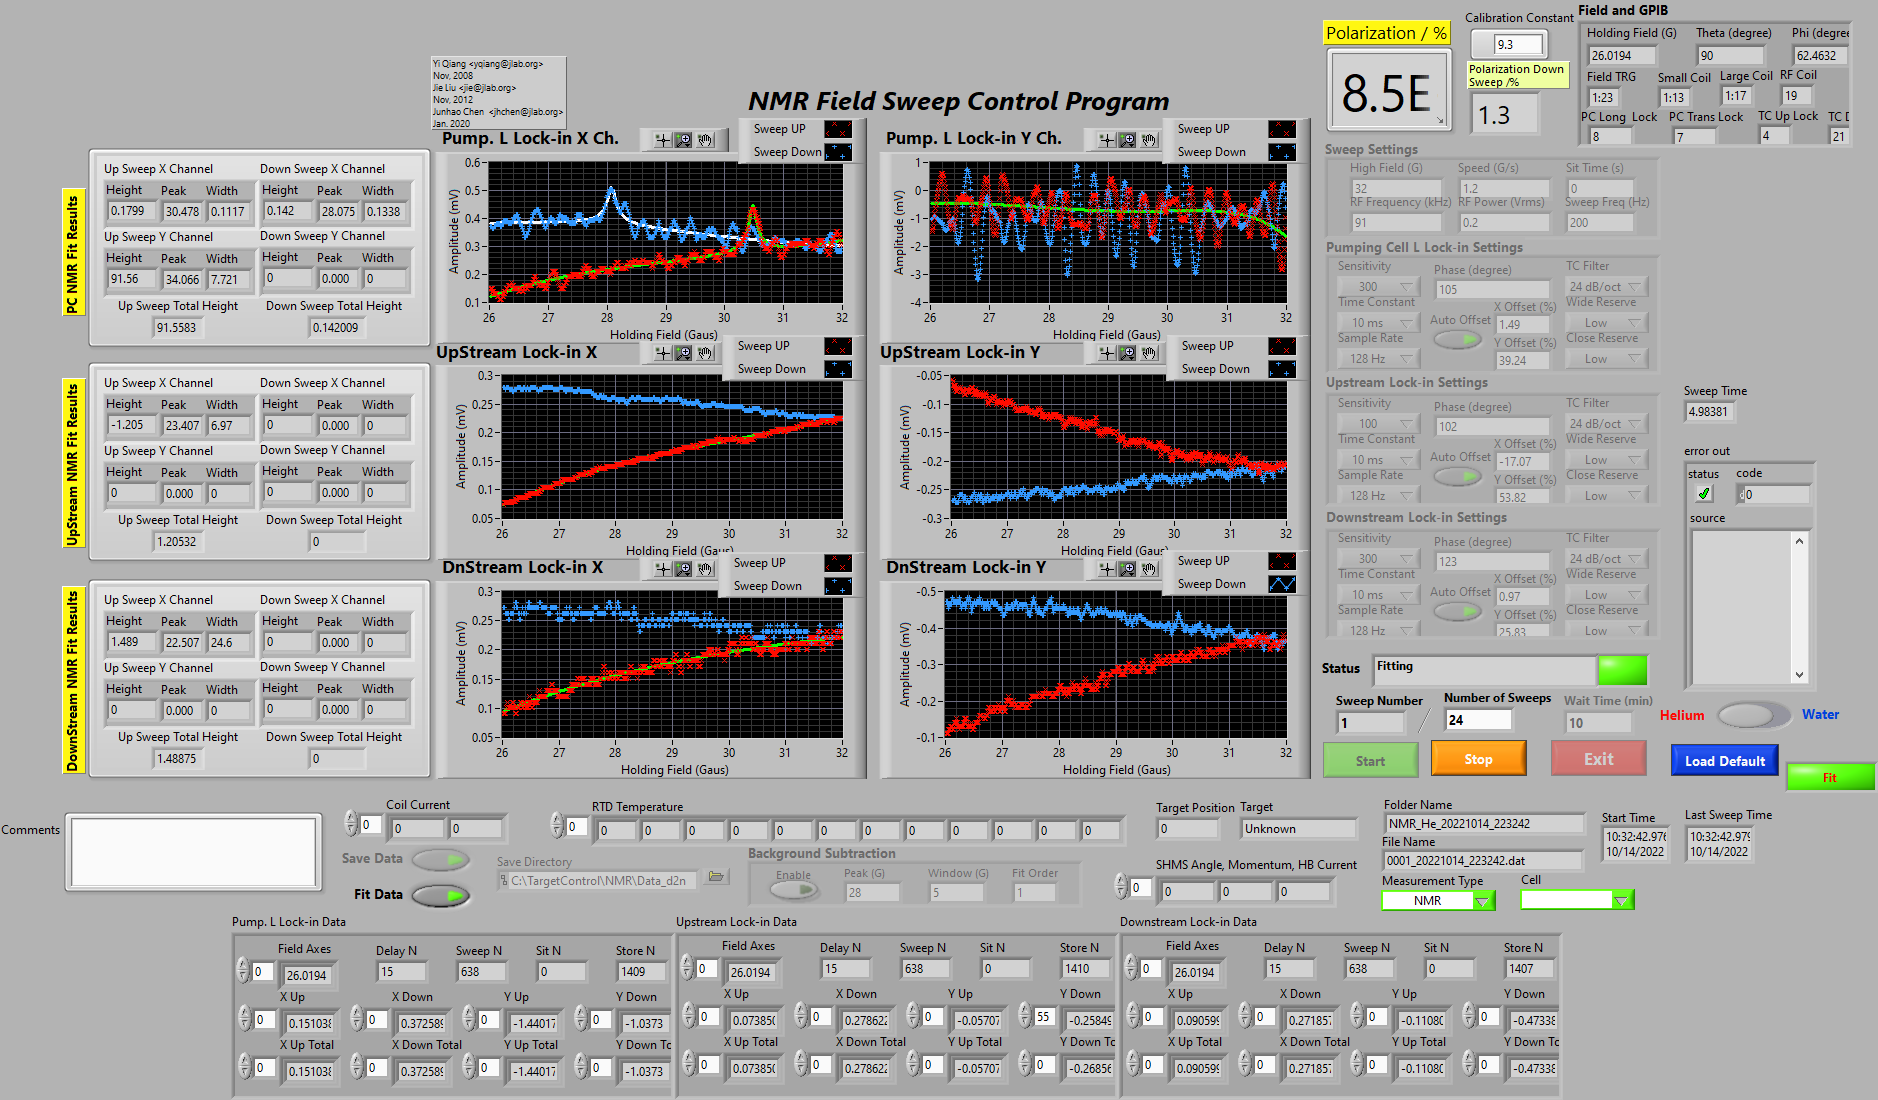 Yi Qiang <yqiang@jlab.org>
Nov, 2008
Jie Liu <jie@jlab.org>
Nov, 2012
Junhao Chen <jhchen@jlab.org>
Jan. 2020
NMR Field Sweep Control Program
Polarization / %
8.5E
Calibration Constant
9.3
Polarization Down
Sweep /%
1.3
Field and GPIB
Holding Field (G) Theta (degree) Phi (degree
26.0194 90 62.4632
Field TRG Small Coil Large Coil RF Coil
1:23 1:13 1:17 19
PC Long Lock PC Trans Lock TC Up Lock TC D
8 7 4 21
PC NMR Fit Results
Up Sweep X Channel Down Sweep X Channel
Height Peak Width Height Peak Width
0.1799 30.478 0.1117 0.142 28.075 0.1338
Up Sweep Y Channel Down Sweep Y Channel
Height Peak Width Height Peak Width
91.56 34.066 7.721 0 0.000 0
Up Sweep Total Height Down Sweep Total Height
91.5583 0.142009
UpStream NMR Fit Results
Up Sweep X Channel Down Sweep X Channel
Height Peak Width Height Peak Width
-1.205 23.407 6.97 0 0.000 0
Up Sweep Y Channel Down Sweep Y Channel
Height Peak Width Height Peak Width
0 0.000 0 0 0.000 0
Up Sweep Total Height Down Sweep Total Height
1.20532 0
DownStream NMR Fit Results
Up Sweep X Channel Down Sweep X Channel
Height Peak Width Height Peak Width
1.489 22.507 24.6 0 0.000 0
Up Sweep Y Channel Down Sweep Y Channel
Height Peak Width Height Peak Width
0 0.000 0 0 0.000 0
Up Sweep Total Height Down Sweep Total Height
1.48875 0
Pump. L Lock-in X Ch.
Sweep UP
Sweep Down
Amplitude (mV)
0.6
0.5
0.4
0.3
0.2
0.1
26 27 28 29 30 31 32
Holding Field (Gaus)
Pump. L Lock-in Y Ch.
Sweep UP
Sweep Down
Amplitude (mV)
1
0
-1
-2
-3
-4
26 27 28 29 30 31 32
Holding Field (Gaus)
UpStream Lock-in X
Sweep UP
Sweep Down
Amplitude (mV)
0.3
0.25
0.2
0.15
0.1
0.05
26 27 28 29 30 31 32
Holding Field (Gaus)
UpStream Lock-in Y
Sweep UP
Sweep Down
Amplitude (mV)
-0.05
-0.1
-0.15
-0.2
-0.25
-0.3
26 27 28 29 30 31 32
Holding Field (Gaus)
DnStream Lock-in X
Sweep UP
Sweep Down
Amplitude (mV)
0.3
0.25
0.2
0.15
0.1
0.05
26 27 28 29 30 31 32
Holding Field (Gaus)
DnStream Lock-in Y
Sweep UP
Sweep Down
Amplitude (mV)
-0.5
-0.4
-0.3
-0.2
-0.1
26 27 28 29 30 31 32
Holding Field (Gaus)
Sweep Settings
High Field (G) Speed (G/s) Sit Time (s)
32 1.2 0
RF Frequency (kHz) RF Power (Vrms) Sweep Freq (Hz)
91 0.2 200
Pumping Cell L Lock-in Settings
Sensitivity Phase (degree) TC Filter
300 105 24 dB/oct
Time Constant X Offset (%) Wide Reserve
10 ms Auto Offset 1.49 Low
Sample Rate Y Offset (%) Close Reserve
128 Hz 39.24 Low
Upstream Lock-in Settings
Sensitivity Phase (degree) TC Filter
100 102 24 dB/oct
Time Constant X Offset (%) Wide Reserve
10 ms Auto Offset -17.07 Low
Sample Rate Y Offset (%) Close Reserve
128 Hz 53.82 Low
Downstream Lock-in Settings
Sensitivity Phase (degree) TC Filter
300 123 24 dB/oct
Time Constant X Offset (%) Wide Reserve
10 ms Auto Offset 0.97 Low
Sample Rate Y Offset (%) Close Reserve
128 Hz 25.83 Low
Sweep Time
4.98381
error out
status code
0
source
Status Fitting
Sweep Number Number of Sweeps Wait Time (min)
1 / 24 10
Helium Water
Start Stop Exit Load Default Fit
Comments
Coil Current
0 0 0
Save Data
Fit Data
RTD Temperature
0 0 0 0 0 0 0 0 0 0 0 0 0
Save Directory
C:\TargetControl\NMR\Data_d2n
Background Subtraction
Enable Peak (G) Window (G) Fit Order
28 5 1
Target Position Target
0 Unknown
SHMS Angle, Momentum, HB Current
0 0 0 0
Folder Name
NMR_He_20221014_223242
File Name
0001_20221014_223242.dat
Measurement Type Cell
NMR
Start Time Last Sweep Time
10:32:42.976 10:32:42.979
10/14/2022 10/14/2022
Pump. L Lock-in Data
Field Axes Delay N Sweep N Sit N Store N
0 26.0194 15 638 0 1409
X Up X Down Y Up Y Down
0 0.151038 0 0.372589 0 -1.44017 0 -1.0373
X Up Total X Down Total Y Up Total Y Down To
0 0.151038 0 0.372589 0 -1.44017 0 -1.0373
Upstream Lock-in Data
Field Axes Delay N Sweep N Sit N Store N
0 26.0194 15 638 0 1410
X Up X Down Y Up Y Down
0 0.073850 0 0.278622 0 -0.05707 55 -0.25849
X Up Total X Down Total Y Up Total Y Down To
0 0.073850 0 0.278622 0 -0.05707 0 -0.26856
Downstream Lock-in Data
Field Axes Delay N Sweep N Sit N Store N
0 26.0194 15 638 0 1407
X Up X Down Y Up Y Down
0 0.090599 0 0.271857 0 -0.11080 0 -0.47338
X Up Total X Down Total Y Up Total Y Down To
0 0.090599 0 0.271857 0 -0.11080 0 -0.47338